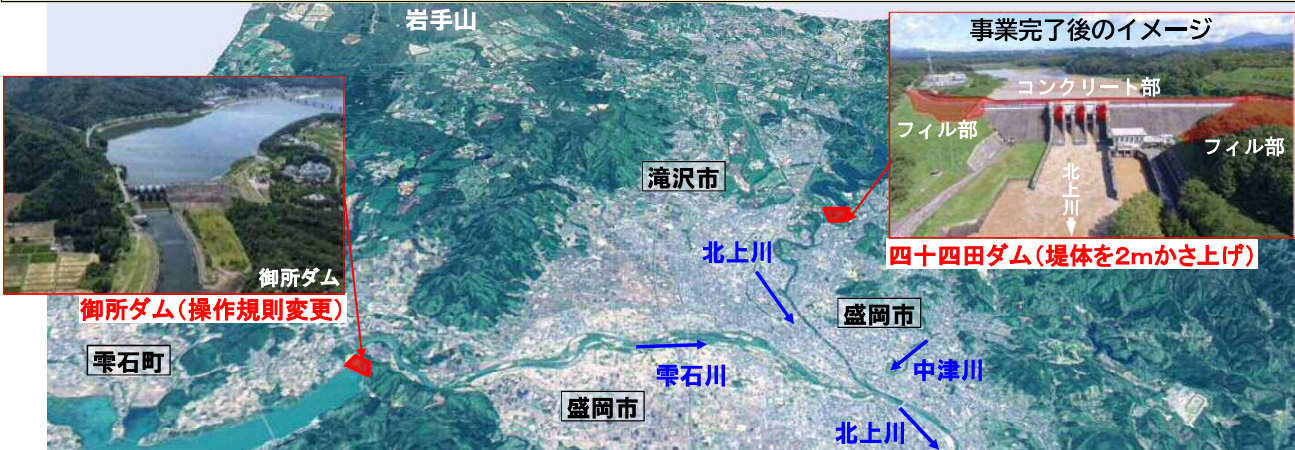 岩手山
事業完了後のイメージ
コンクリート部
フィル部
フィル部
北上川
四十四田ダム(堤体を2mかさ上げ)
御所ダム
御所ダム(操作規則変更)
滝沢市
北上川
盛岡市
中津川
雫石町
雫石川
盛岡市
北上川